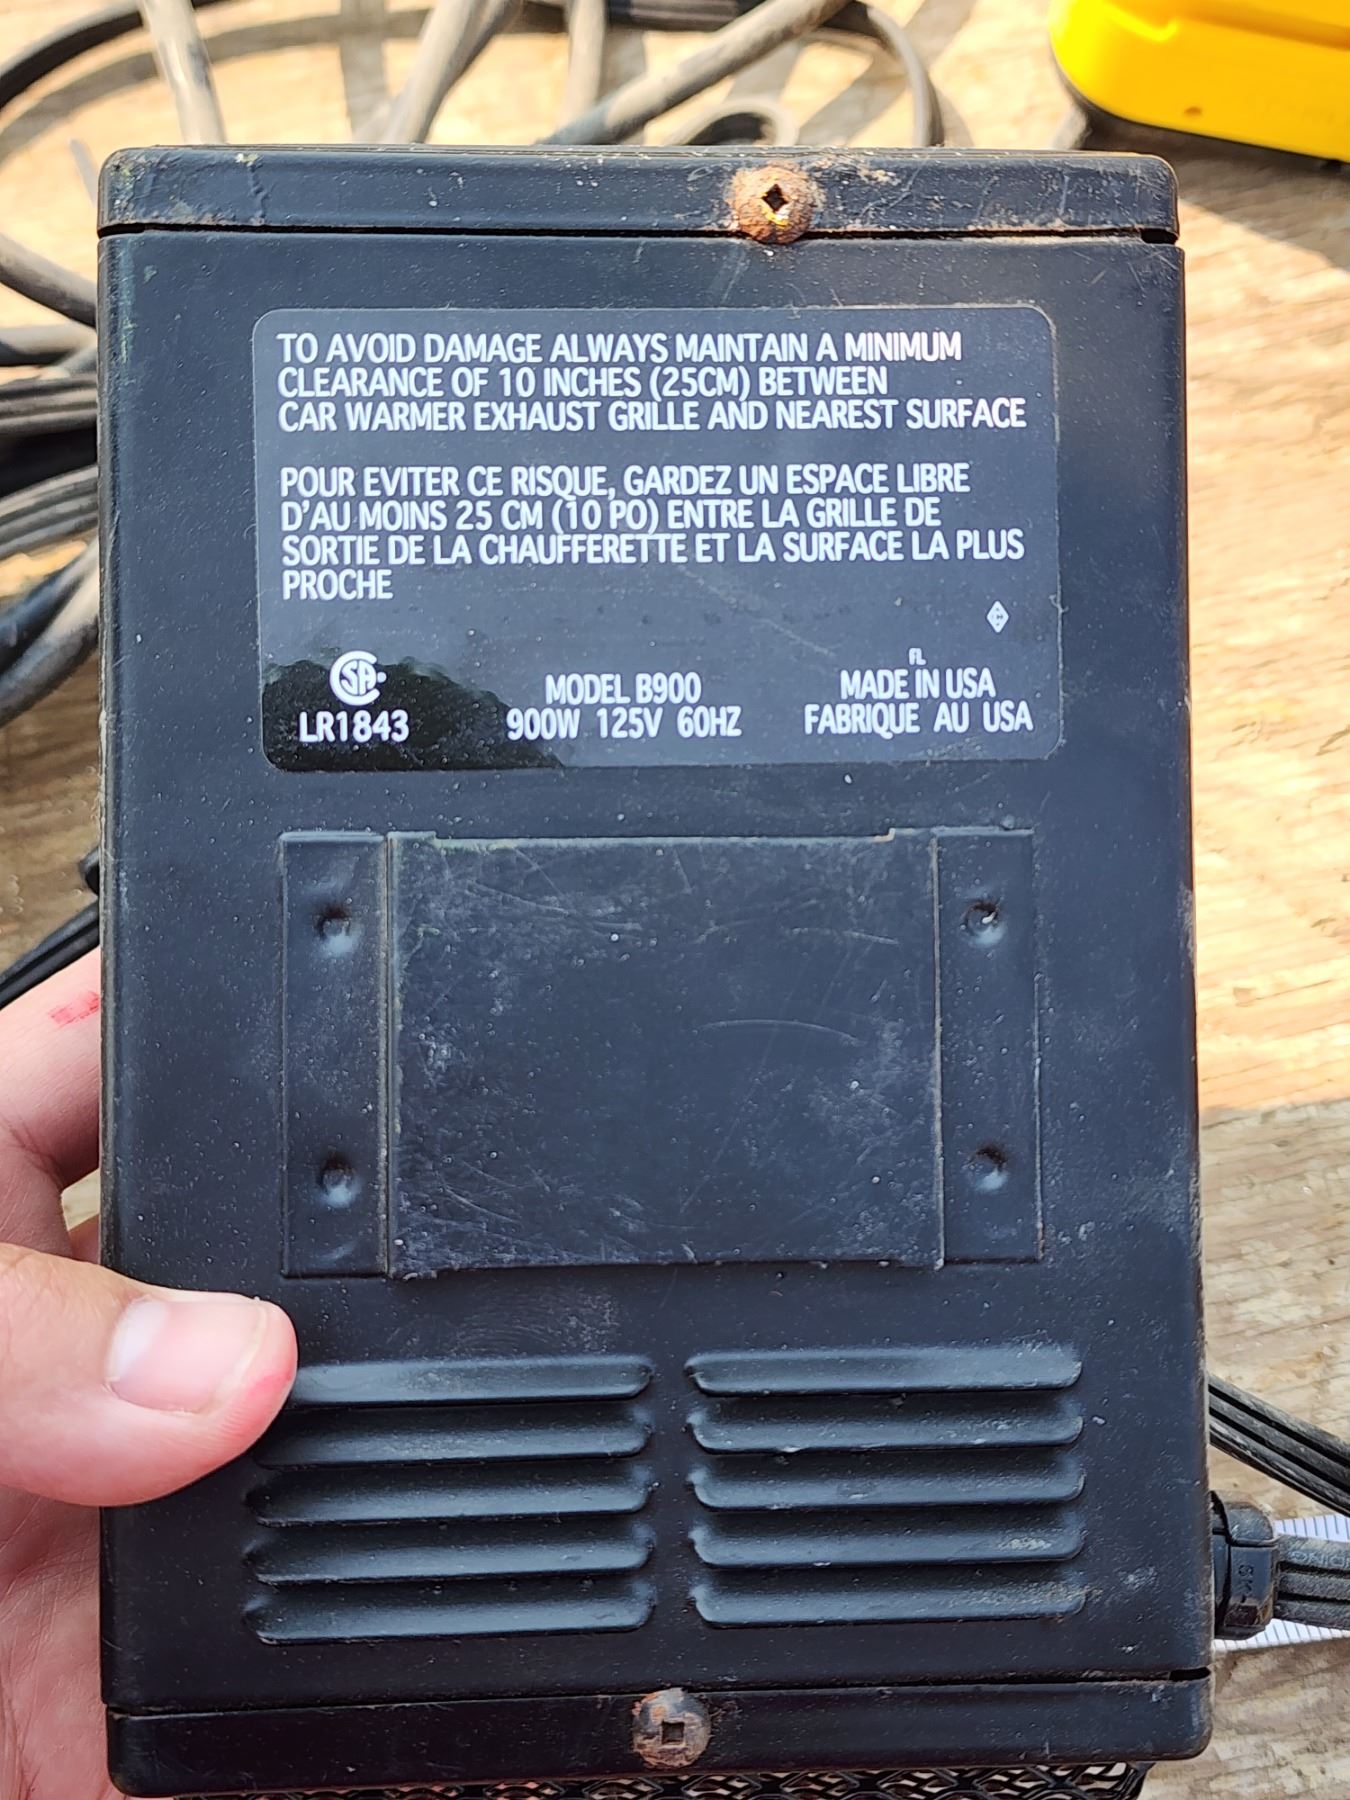 TO AVOID DAMAGE ALWAYS MAINTAIN A MINIMUM
CLEARANCE OF 10 INCHES (25CM) BETWEEN
CAR WARMER EXHAUST GRILLE AND NEAREST SURFACE
POUR EVITER CE RISQUE, GARDEZ UN ESPACE LIBRE
D'AU MOINS 25 CM (10 PO) ENTRE LA GRILLE DE
SORTIE DE LA CHAUFFERETTE ET LA SURFACE LA PLUS
PROCHE
SA
LR1843
MODEL B900
900W 125V 60HZ
FL
MADE IN USA
FABRIQUE AU USA